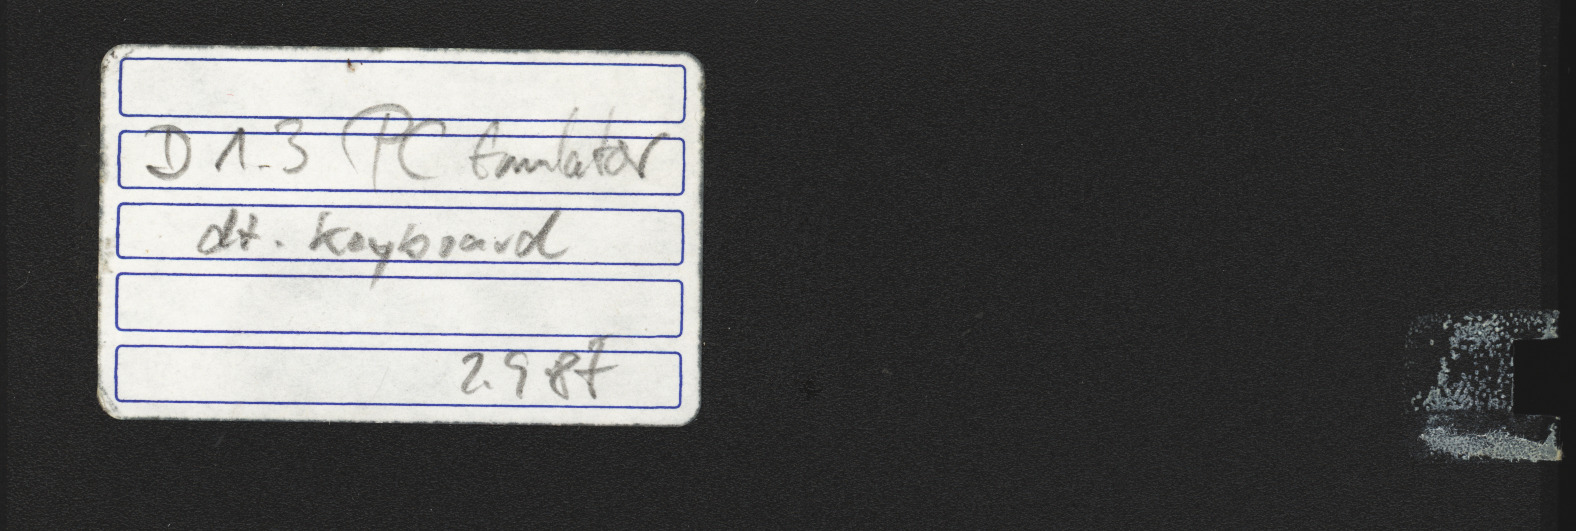 D 1.3 PC Emulator
dt. keyboard
2.9 87